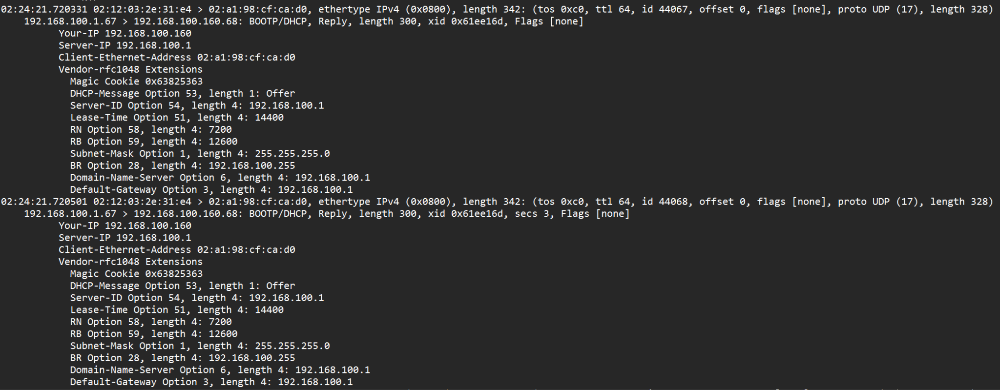 02:24:21.720331 02:12:03:2e:31:e4 > 02:a1:98:cf:ca:d0, ethertype IPv4 (0x0800), length 342: (tos 0xc0, ttl 64, id 44067, offset 0, flags [none], proto UDP (17), length 328)
192.168.100.1.67 > 192.168.100.160.68: BOOTP/DHCP, Reply, length 300, xid 0x61ee16d, Flags [none]
Your-IP 192.168.100.160
Server-IP 192.168.100.1
Client-Ethernet-Address 02:a1:98:cf:ca:d0
Vendor-rfc1048 Extensions
Magic Cookie 0x63825363
DHCP-Message Option 53, length 1: Offer
Server-ID Option 54, length 4: 192.168.100.1
Lease-Time Option 51, length 4: 14400
RN Option 58, length 4: 7200
RB Option 59, length 4: 12600
Subnet-Mask Option 1, length 4: 255.255.255.0
BR Option 28, length 4: 192.168.100.255
Domain-Name-Server Option 6, length 4: 192.168.100.1
Default-Gateway Option 3, length 4: 192.168.100.1
02:24:21.720501 02:12:03:2e:31:e4 > 02:a1:98:cf:ca:d0, ethertype IPv4 (0x0800), length 342: (tos 0xc0, ttl 64, id 44068, offset 0, flags [none], proto UDP (17), length 328)
192.168.100.1.67 > 192.168.100.160.68: BOOTP/DHCP, Reply, length 300, xid 0x61ee16d, secs 3, Flags [none]
Your-IP 192.168.100.160
Server-IP 192.168.100.1
Client-Ethernet-Address 02:a1:98:cf:ca:d0
Vendor-rfc1048 Extensions
Magic Cookie 0x63825363
DHCP-Message Option 53, length 1: Offer
Server-ID Option 54, length 4: 192.168.100.1
Lease-Time Option 51, length 4: 14400
RN Option 58, length 4: 7200
RB Option 59, length 4: 12600
Subnet-Mask Option 1, length 4: 255.255.255.0
BR Option 28, length 4: 192.168.100.255
Domain-Name-Server Option 6, length 4: 192.168.100.1
Default-Gateway Option 3, length 4: 192.168.100.1